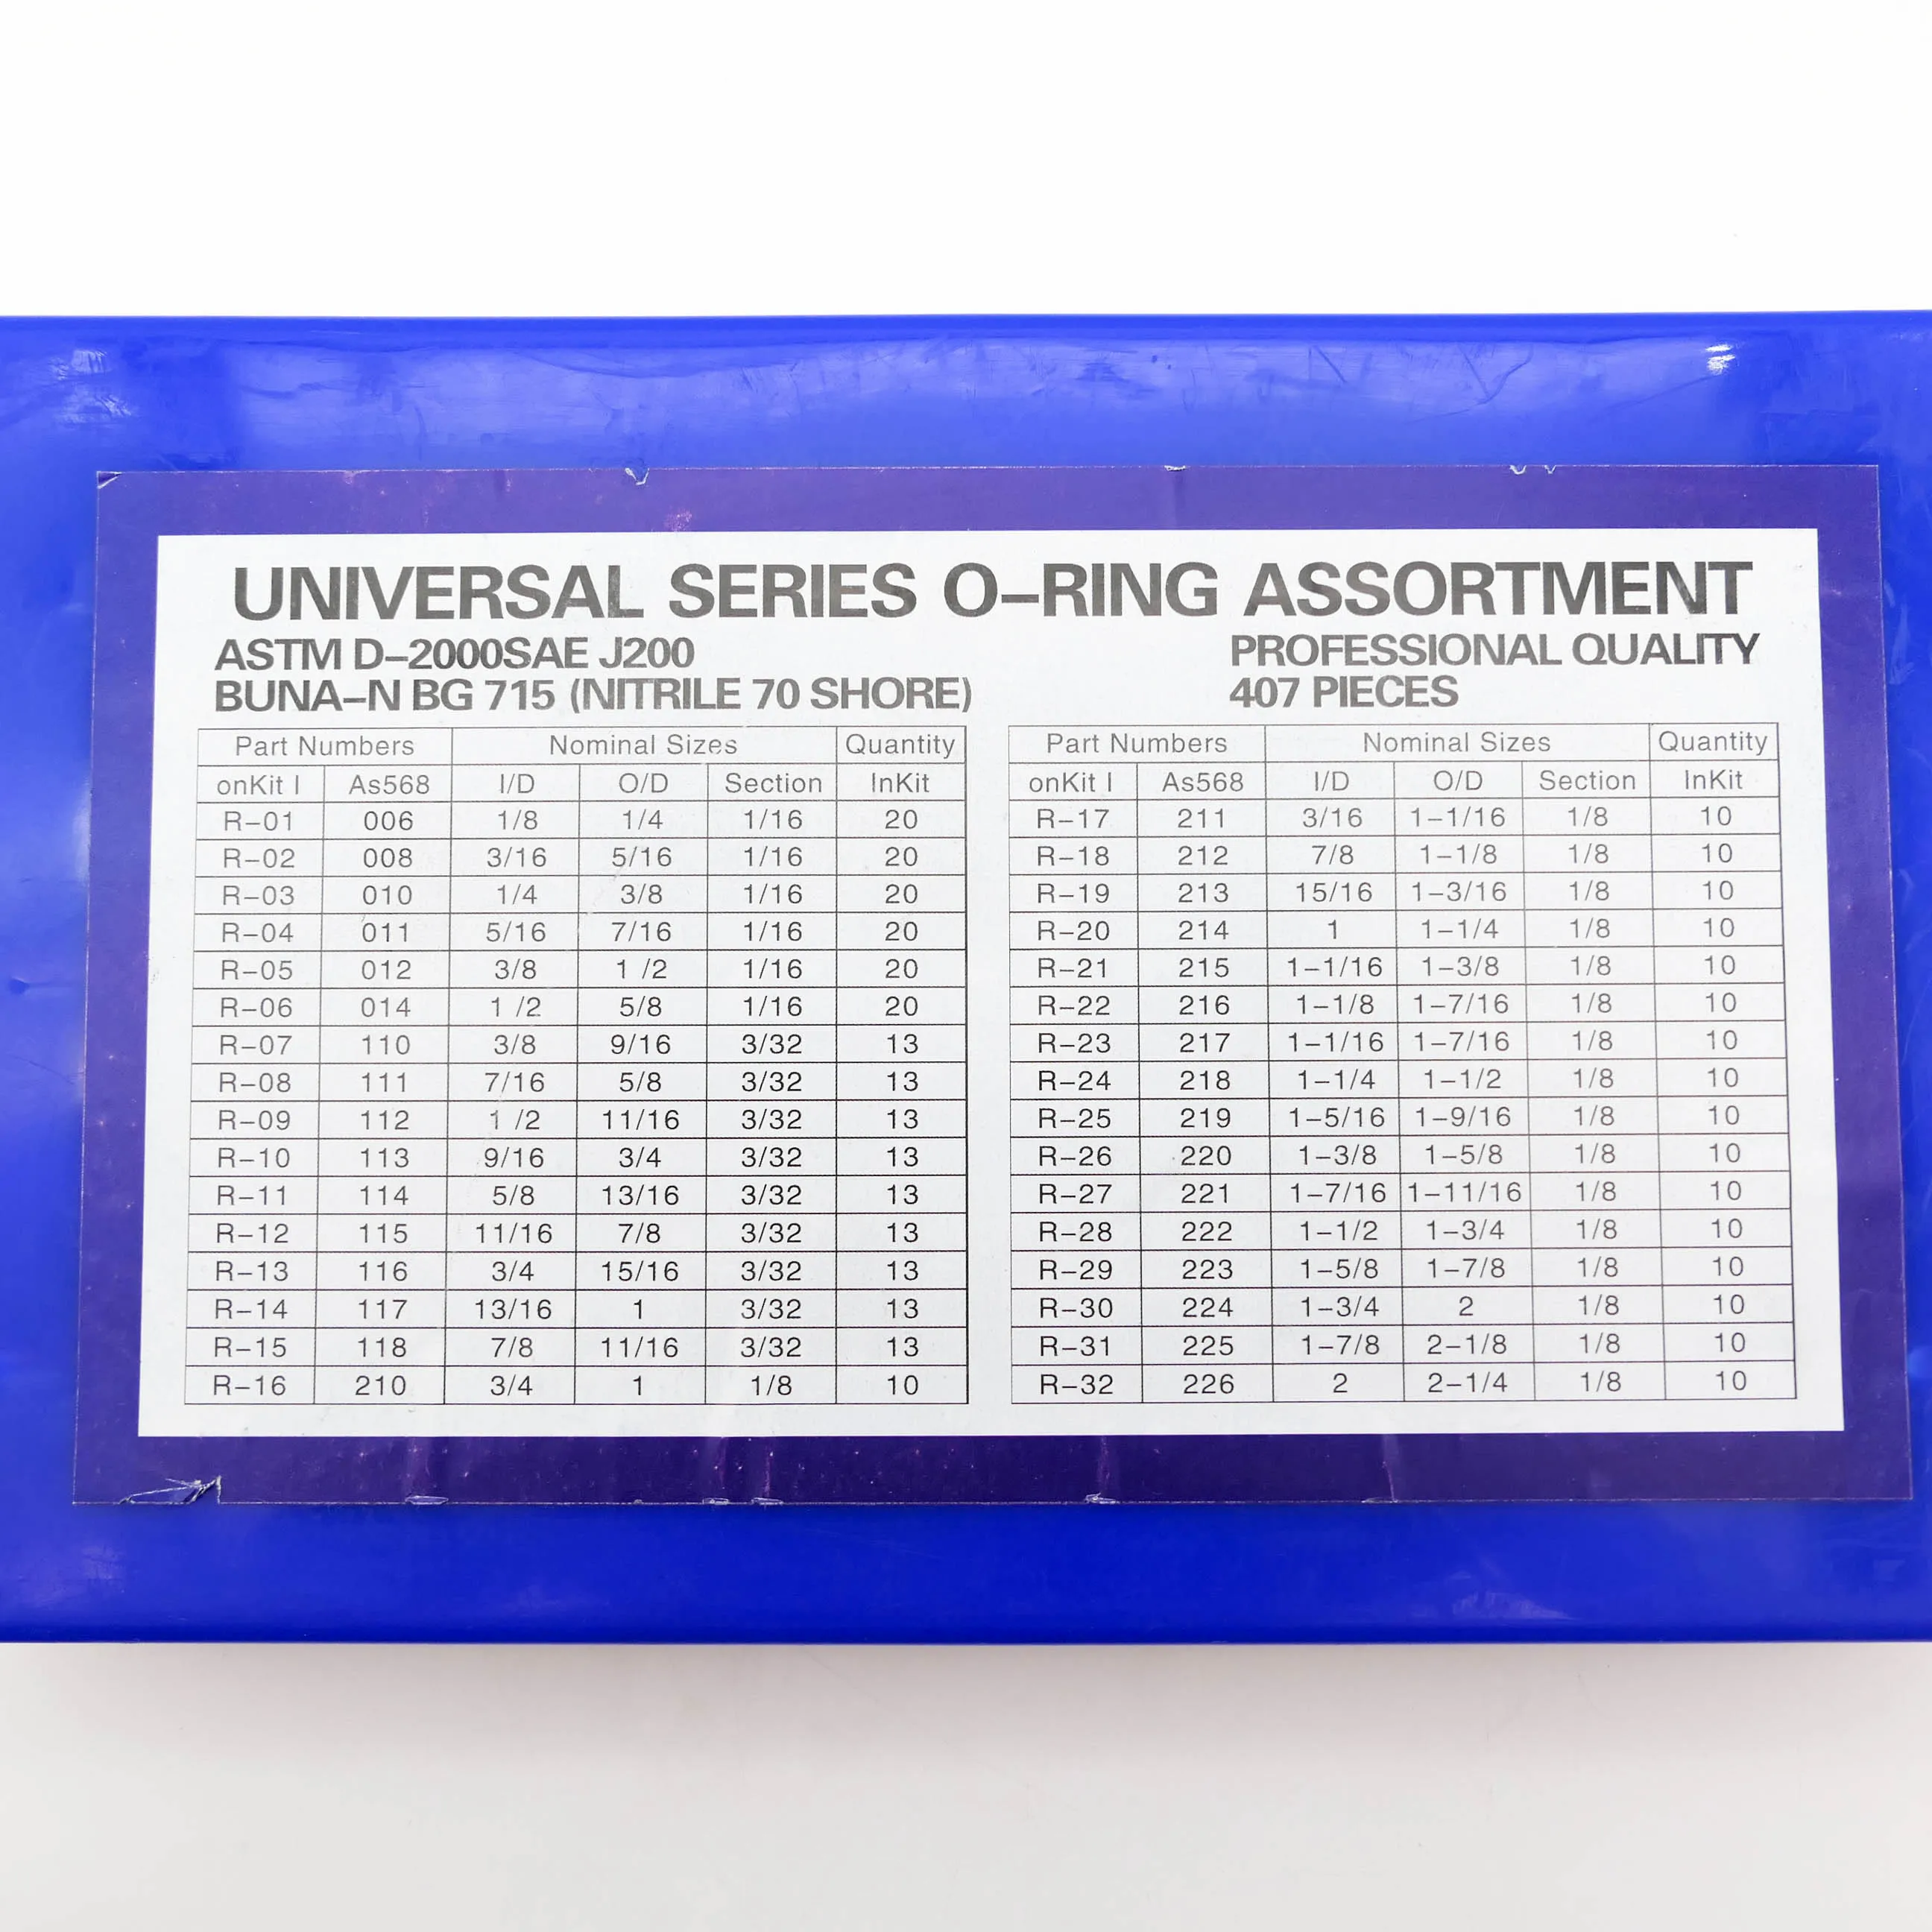 UNIVERSAL SERIES O–RING ASSORTMENT
ASTM D–2000SAE J200
BUNA–N BG 715 (NITRILE 70 SHORE)
PROFESSIONAL QUALITY
407 PIECES
Part Numbers Nominal Sizes Quantity
onKit I As568 I/D O/D Section InKit
R–01 006 1/8 1/4 1/16 20
R–02 008 3/16 5/16 1/16 20
R–03 010 1/4 3/8 1/16 20
R–04 011 5/16 7/16 1/16 20
R–05 012 3/8 1 /2 1/16 20
R–06 014 1 /2 5/8 1/16 20
R–07 110 3/8 9/16 3/32 13
R–08 111 7/16 5/8 3/32 13
R–09 112 1 /2 11/16 3/32 13
R–10 113 9/16 3/4 3/32 13
R–11 114 5/8 13/16 3/32 13
R–12 115 11/16 7/8 3/32 13
R–13 116 3/4 15/16 3/32 13
R–14 117 13/16 1 3/32 13
R–15 118 7/8 11/16 3/32 13
R–16 210 3/4 1 1/8 10
Part Numbers Nominal Sizes Quantity
onKit I As568 I/D O/D Section InKit
R–17 211 3/16 1–1/16 1/8 10
R–18 212 7/8 1–1/8 1/8 10
R–19 213 15/16 1–3/16 1/8 10
R–20 214 1 1–1/4 1/8 10
R–21 215 1–1/16 1–3/8 1/8 10
R–22 216 1–1/8 1–7/16 1/8 10
R–23 217 1–1/16 1–7/16 1/8 10
R–24 218 1–1/4 1–1/2 1/8 10
R–25 219 1–5/16 1–9/16 1/8 10
R–26 220 1–3/8 1–5/8 1/8 10
R–27 221 1–7/16 1–11/16 1/8 10
R–28 222 1–1/2 1–3/4 1/8 10
R–29 223 1–5/8 1–7/8 1/8 10
R–30 224 1–3/4 2 1/8 10
R–31 225 1–7/8 2–1/8 1/8 10
R–32 226 2 2–1/4 1/8 10